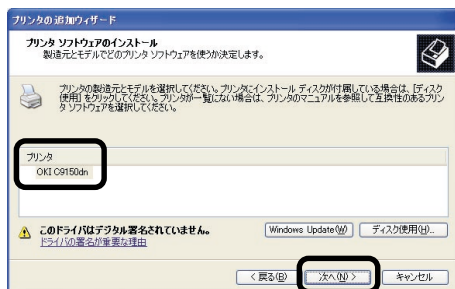 プリンタの追加ウィザード
プリンタ ソフトウェアのインストール
製造元とモデルでどのプリンタ ソフトウェアを使うか決定します。
プリンタの製造元とモデルを選択してください。プリンタにインストール ディスクが付属している場合は、[ディスク
使用] をクリックしてください。プリンタが一覧にない場合は、プリンタのマニュアルを参照して互換性のあるプリン
タ ソフトウェアを選択してください。
プリンタ
OKI C9150dn
このドライバはデジタル署名されていません。
ドライバの署名が重要な理由
Windows Update(W)
ディスク使用(H)...
< 戻る(B)
次へ(N) >
キャンセル